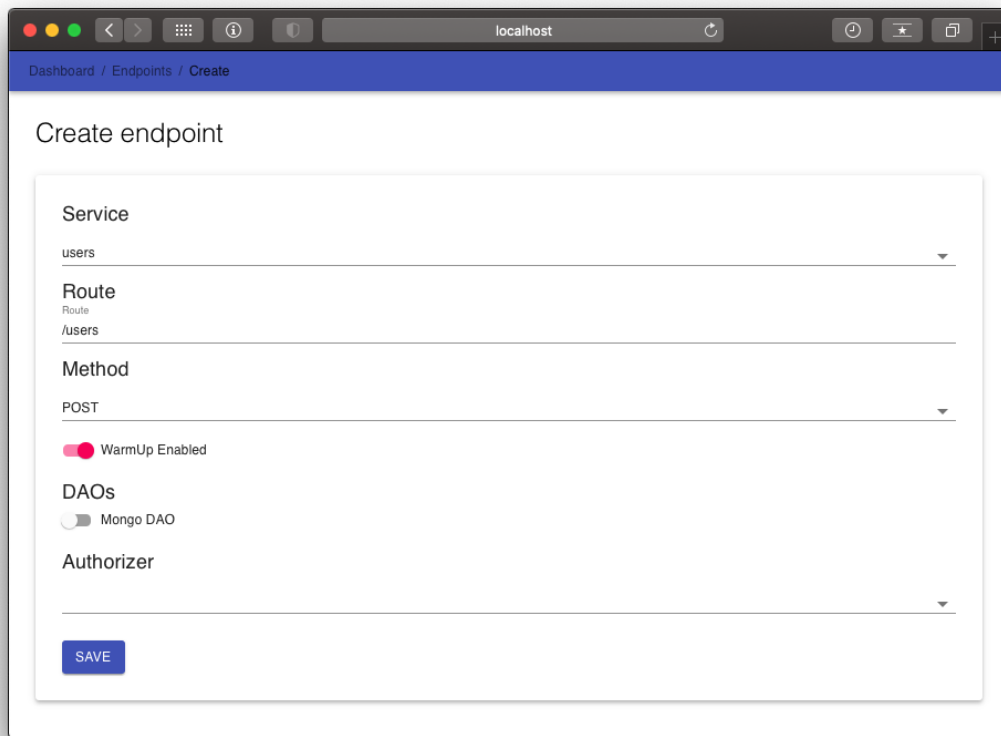 localhost
Dashboard / Endpoints / Create
Create endpoint
Service
users
Route
Route
/users
Method
POST
WarmUp Enabled
DAOs
Mongo DAO
Authorizer
SAVE